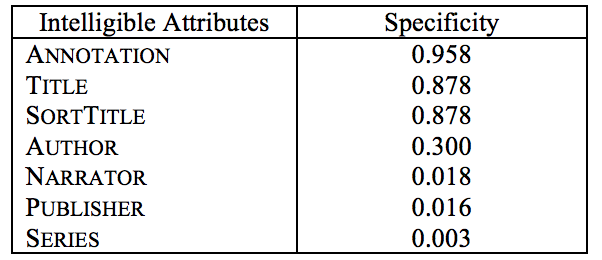 Intelligible Attributes Specificity
ANNOTATION 0.958
TITLE 0.878
SORTTITLE 0.878
AUTHOR 0.300
NARRATOR 0.018
PUBLISHER 0.016
SERIES 0.003